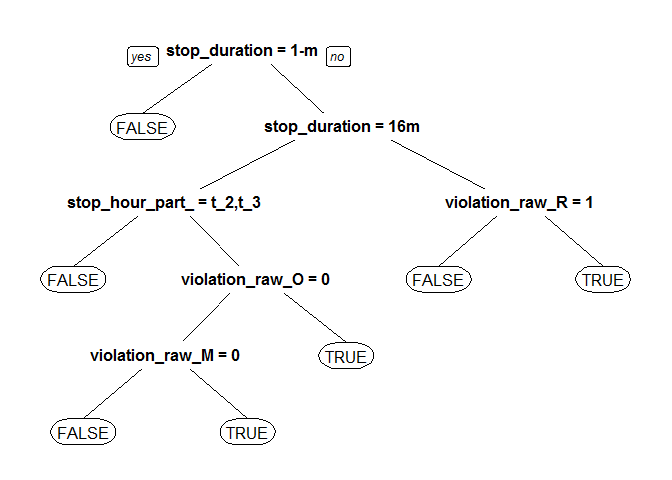 yes stop_duration = 1-m no
FALSE stop_duration = 16m
stop_hour_part_ = t_2,t_3 violation_raw_R = 1
FALSE violation_raw_O = 0 FALSE TRUE
violation_raw_M = 0 TRUE
FALSE TRUE